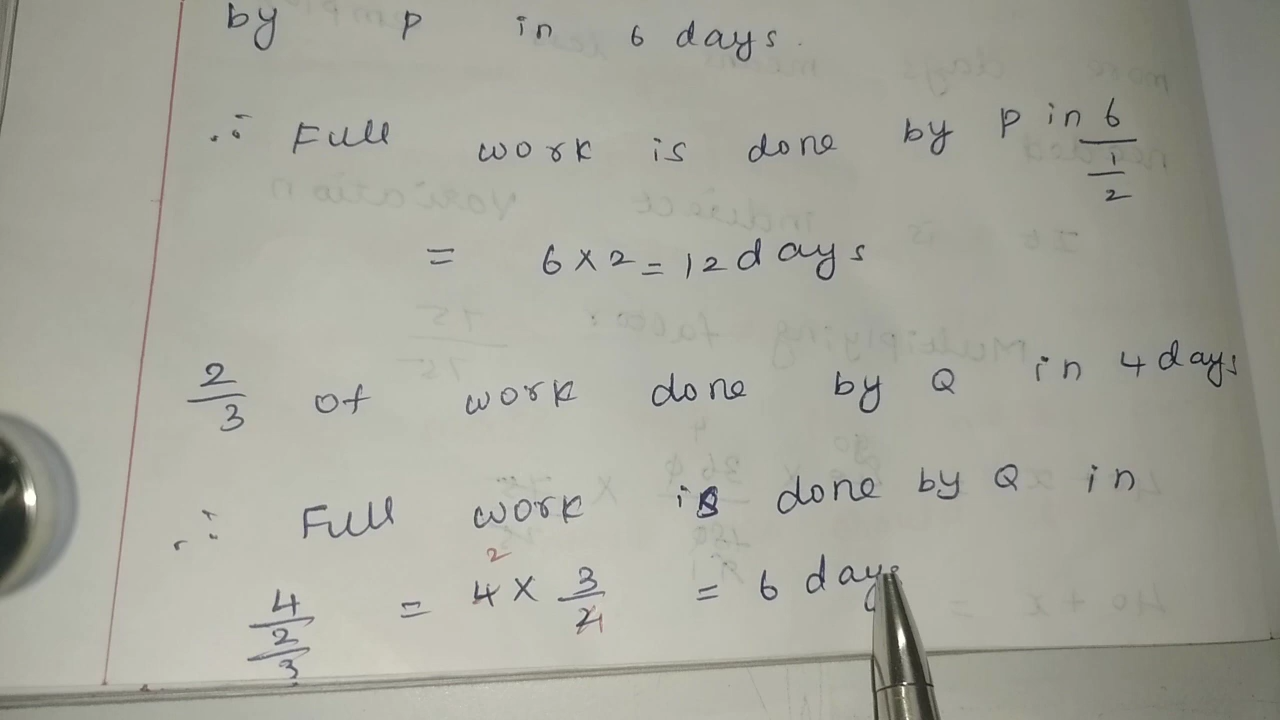 by P in 6 days.
∴ Full work is done by P in 6/(1/2)
= 6 × 2 = 12 days
2/3 of work done by Q in 4 days
∴ Full work is done by Q in
4/(2/3) = 4 × 3/2 = 6 days